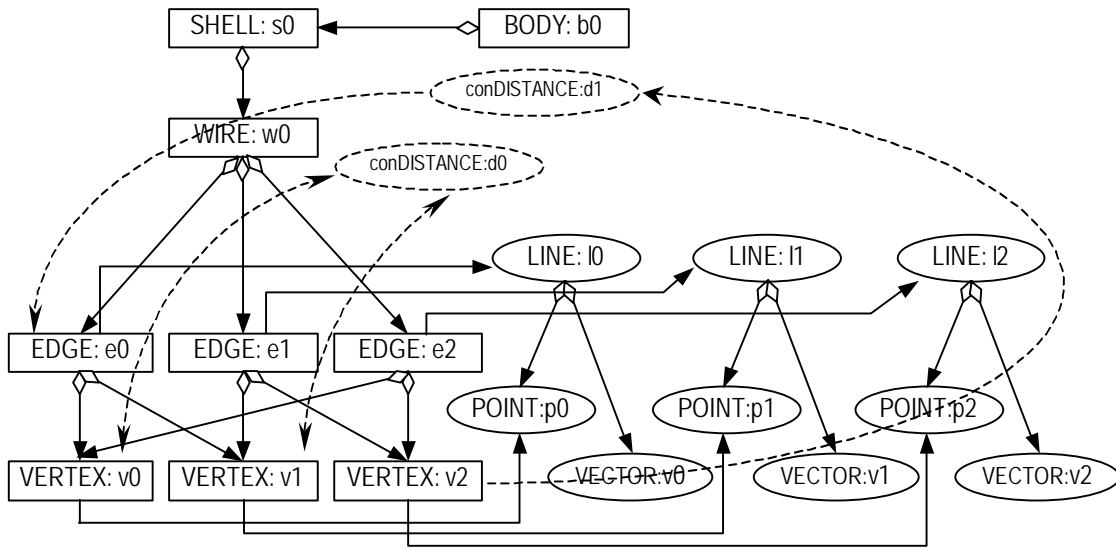 SHELL: s0
BODY: b0
conDISTANCE:d1
WIRE: w0
conDISTANCE:d0
LINE: l0
LINE: l1
LINE: l2
EDGE: e0
EDGE: e1
EDGE: e2
POINT:p0
POINT:p1
POINT:p2
VERTEX: v0
VERTEX: v1
VERTEX: v2
VECTOR:v0
VECTOR:v1
VECTOR:v2